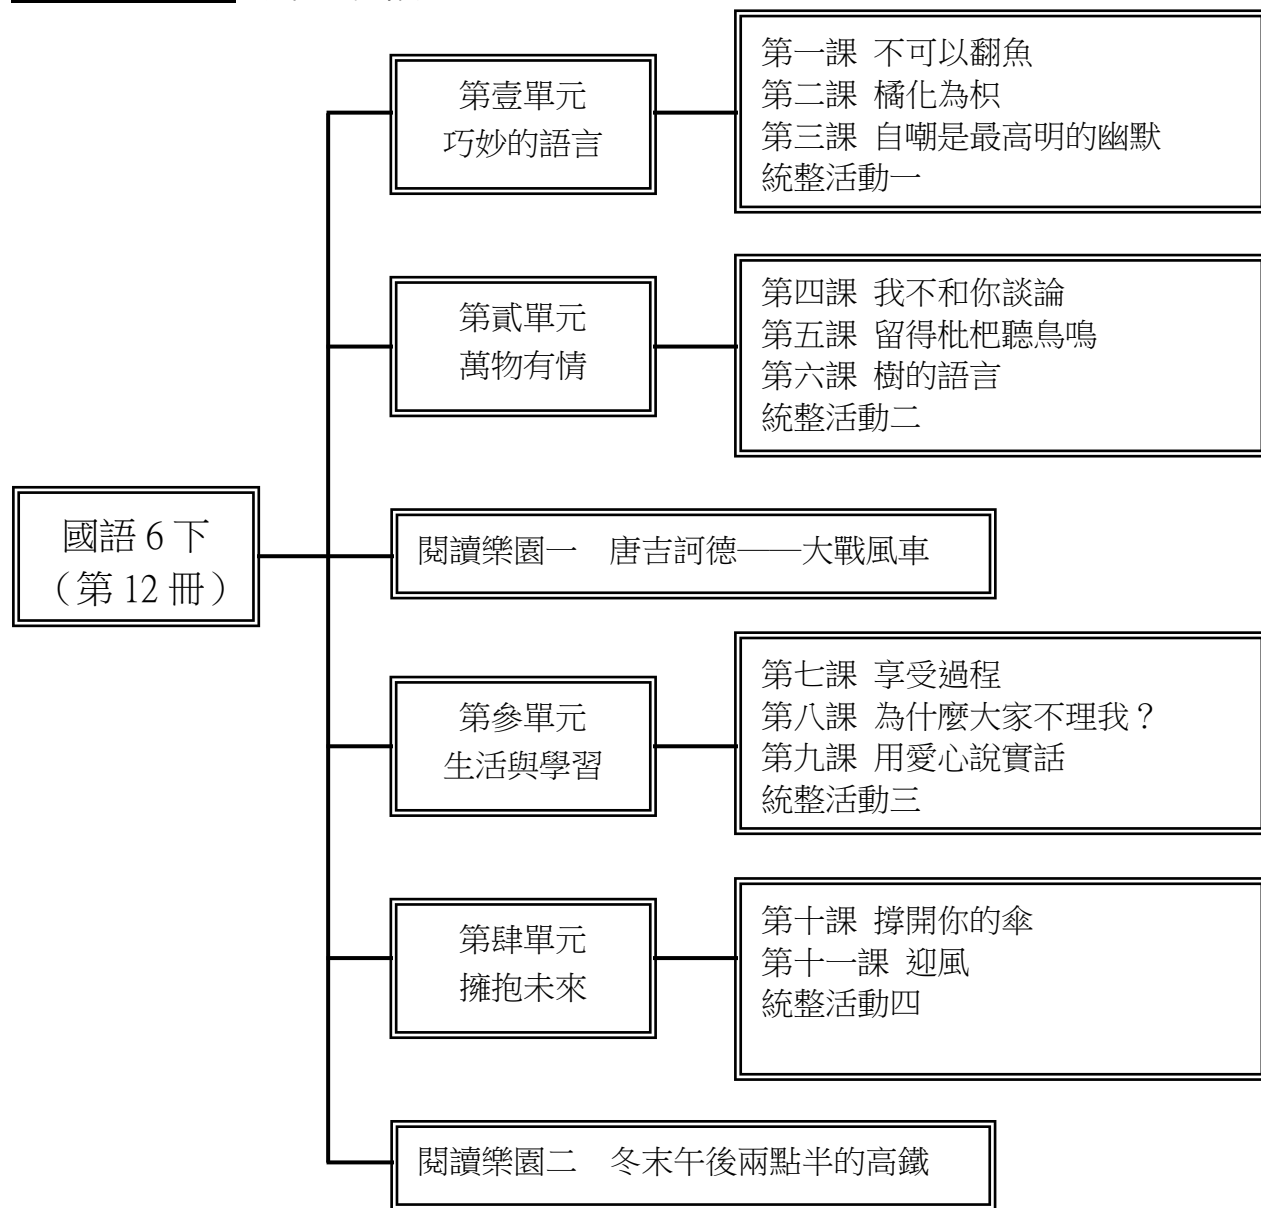 第壹單元
巧妙的語言
第一課 不可以翻魚
第二課 橘化為枳
第三課 自嘲是最高明的幽默
統整活動一
第貳單元
萬物有情
第四課 我不和你談論
第五課 留得枇杷聽鳥鳴
第六課 樹的語言
統整活動二
國語 6 下
（第 12 冊）
閱讀樂園一　唐吉訶德——大戰風車
第參單元
生活與學習
第七課 享受過程
第八課 為什麼大家不理我？
第九課 用愛心說實話
統整活動三
第肆單元
擁抱未來
第十課 撐開你的傘
第十一課 迎風
統整活動四
閱讀樂園二　冬末午後兩點半的高鐵